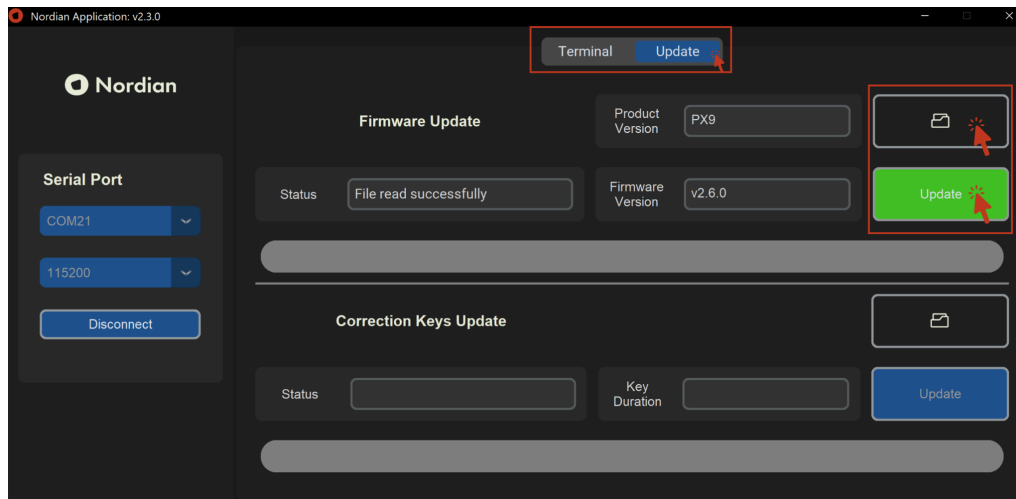 Nordian Application: v2.3.0
Terminal Update
Nordian
Firmware Update
Product
Version
PX9
Serial Port
Status
File read successfully
Firmware
Version
v2.6.0
Update
COM21
115200
Disconnect
Correction Keys Update
Status
Key
Duration
Update